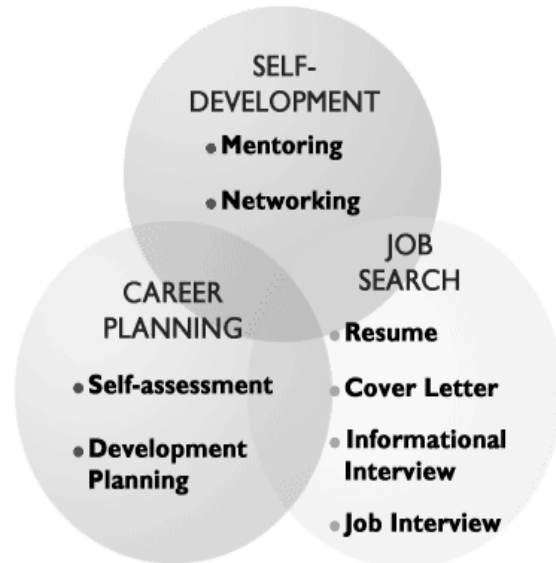 SELF-
DEVELOPMENT
• Mentoring
• Networking
CAREER
PLANNING
• Self-assessment
• Development
Planning
JOB
SEARCH
• Resume
• Cover Letter
• Informational
Interview
• Job Interview